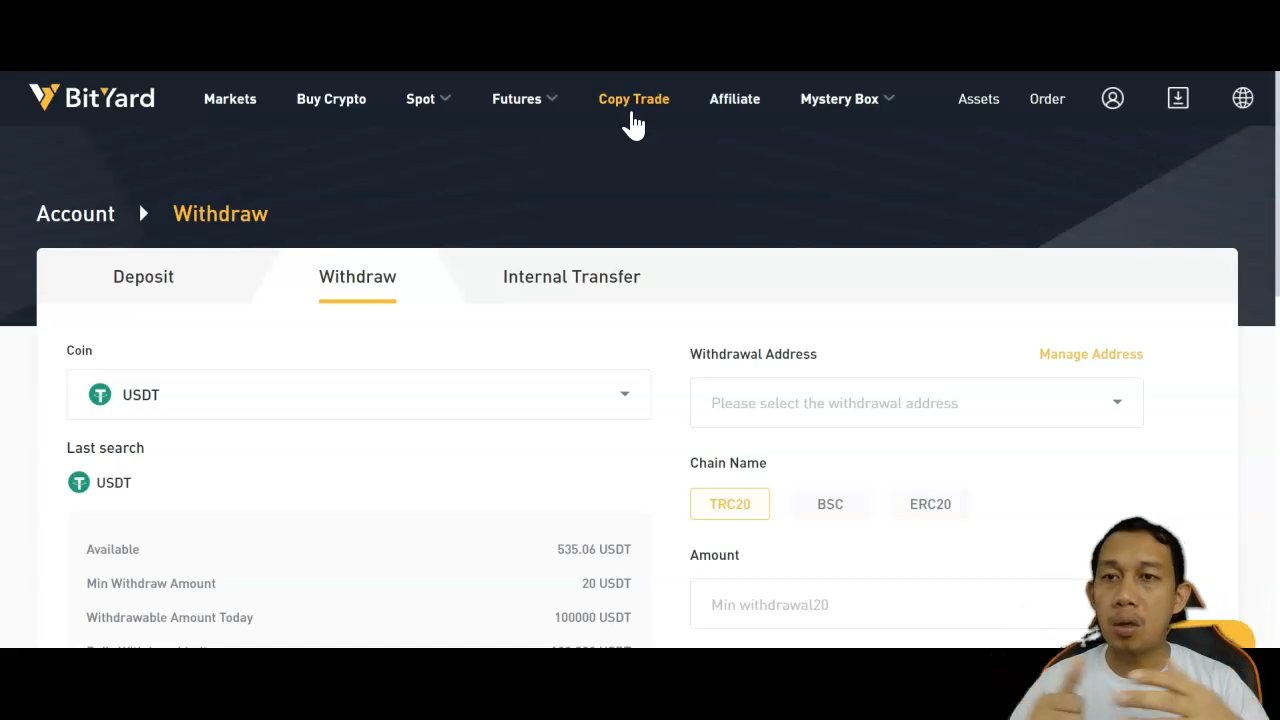 BitYard Markets Buy Crypto Spot Futures Copy Trade Affiliate Mystery Box Assets Order
Account Withdraw
Deposit Withdraw Internal Transfer
Coin
USDT
Last search
USDT
Available 535.06 USDT
Min Withdraw Amount 20 USDT
Withdrawable Amount Today 100000 USDT
Withdrawal Address Manage Address
Please select the withdrawal address
Chain Name
TRC20 BSC ERC20
Amount
Min withdrawal20